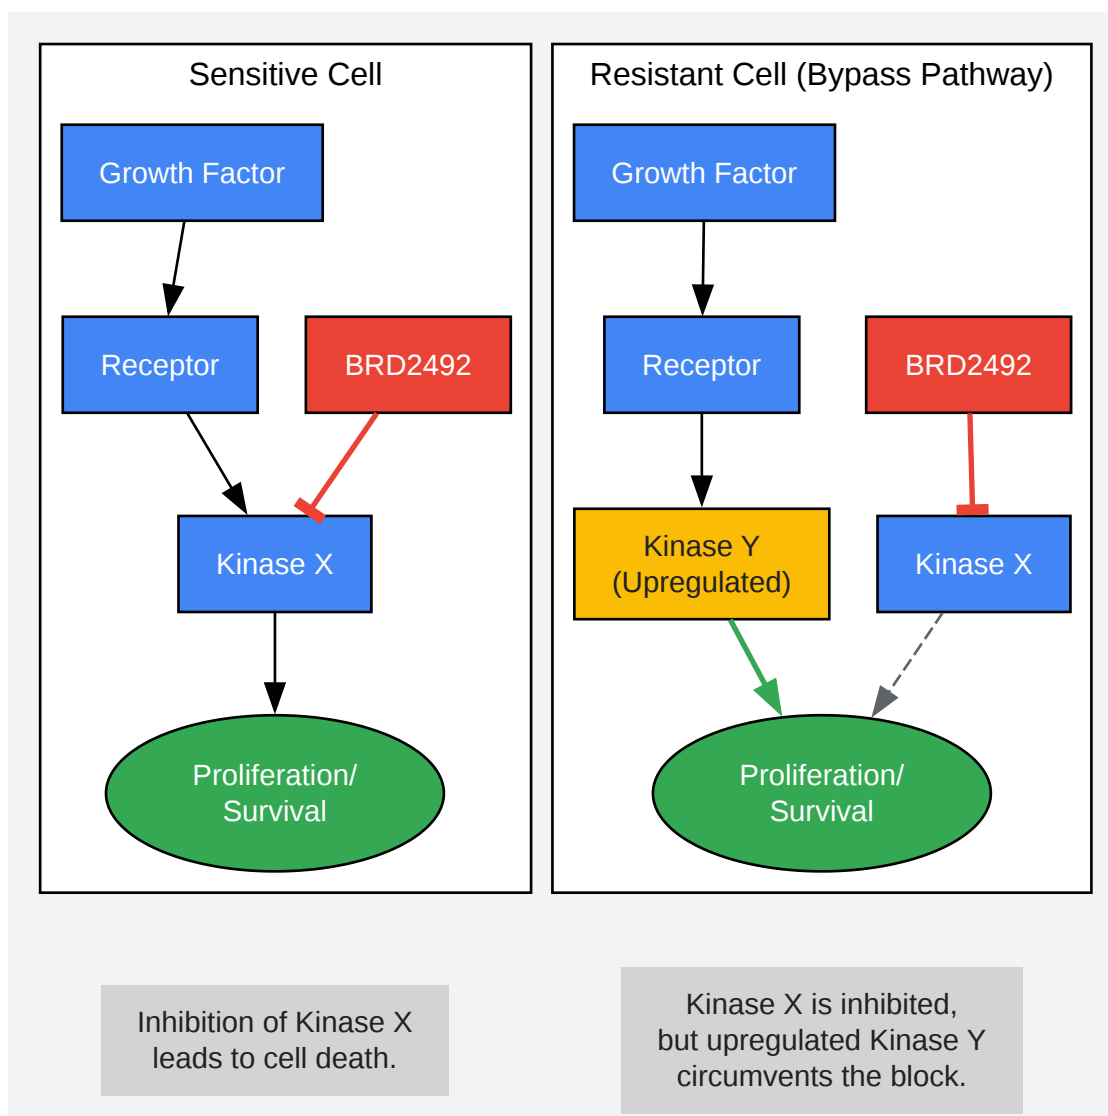 Sensitive Cell
Growth Factor
Receptor
BRD2492
Kinase X
Proliferation/
Survival
Resistant Cell (Bypass Pathway)
Growth Factor
Receptor
BRD2492
Kinase Y
(Upregulated)
Kinase X
Proliferation/
Survival
Inhibition of Kinase X
leads to cell death.
Kinase X is inhibited,
but upregulated Kinase Y
circumvents the block.